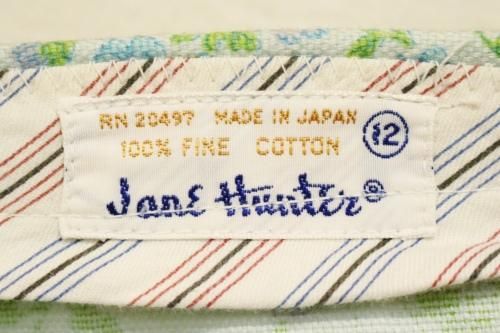 RN 20497 MADE IN JAPAN
100% FINE COTTON
12
Jane Hunter®